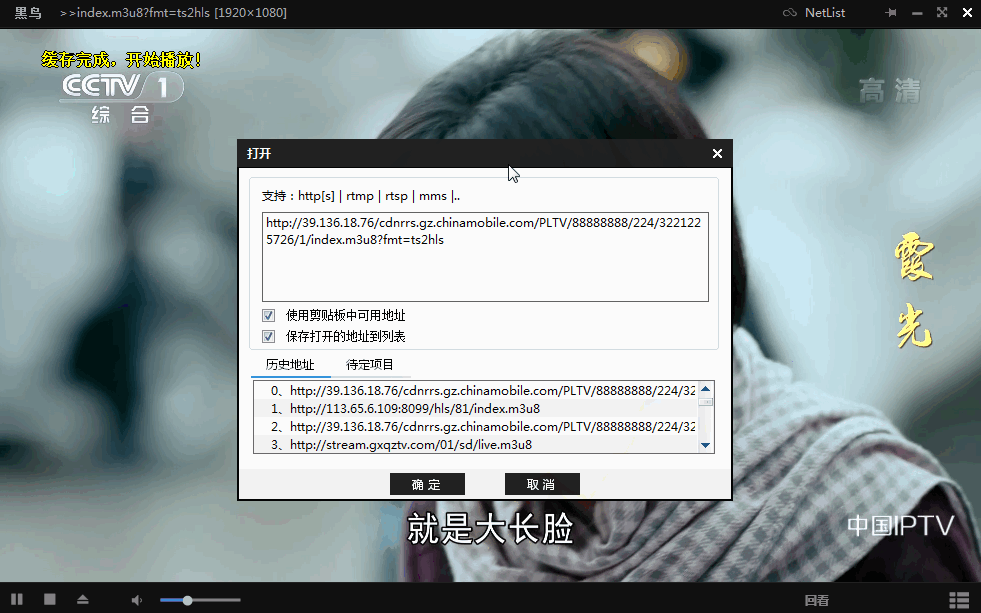 黑鸟 >>index.m3u8?fmt=ts2hls [1920×1080] NetList
缓存完成，开始播放！
CCTV 1
综 合
高 清
打开
支持：http[s] | rtmp | rtsp | mms |..
http://39.136.18.76/cdnrrs.gz.chinamobile.com/PLTV/88888888/224/322122
5726/1/index.m3u8?fmt=ts2hls
使用剪贴板中可用地址
保存打开的地址到列表
历史地址 待定项目
0、http://39.136.18.76/cdnrrs.gz.chinamobile.com/PLTV/88888888/224/32
1、http://113.65.6.109:8099/hls/81/index.m3u8
2、http://39.136.18.76/cdnrrs.gz.chinamobile.com/PLTV/88888888/224/32
3、http://stream.gxqztv.com/01/sd/live.m3u8
确 定 取 消
霞
光
就是大长脸
中国IPTV
回看